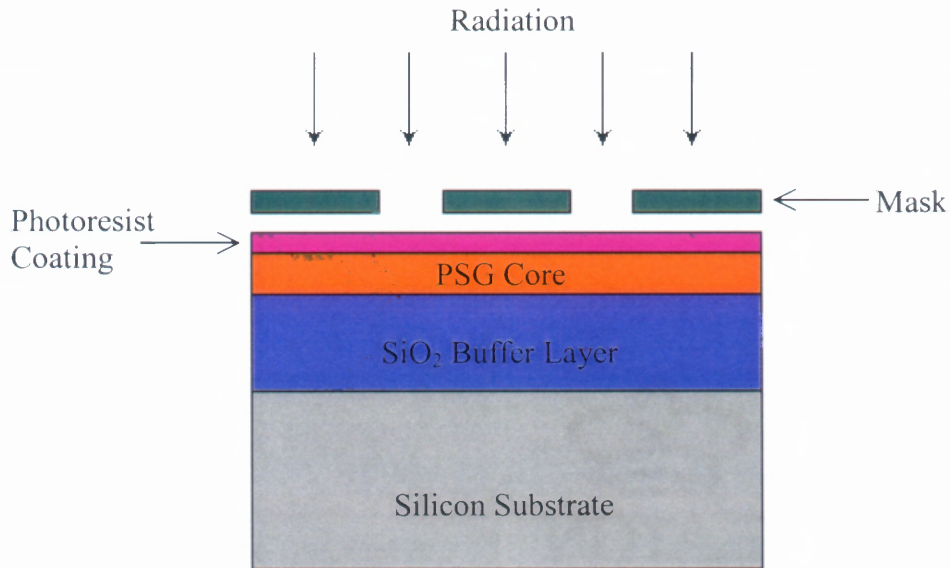 Radiation
Mask
Photoresist
Coating
PSG Core
SiO₂ Buffer Layer
Silicon Substrate